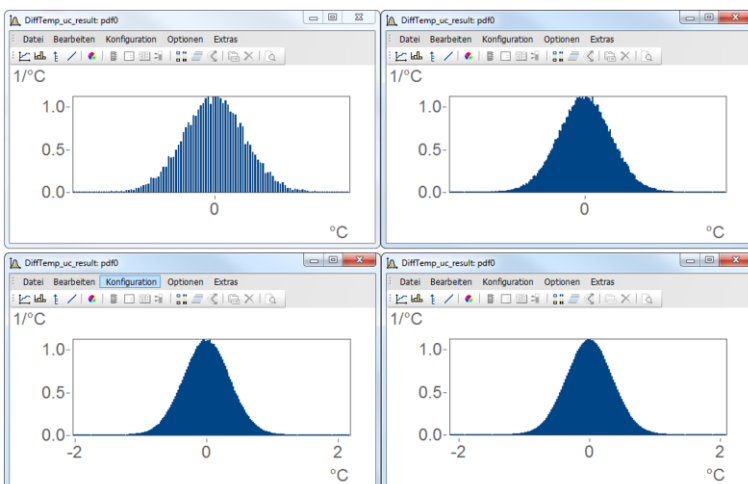 DiffTemp_uc_result: pdf0
Datei Bearbeiten Konfiguration Optionen Extras
1/°C
1.0
0.5
0.0
0
°C
DiffTemp_uc_result: pdf0
Datei Bearbeiten Konfiguration Optionen Extras
1/°C
1.0
0.5
0.0
0
°C
DiffTemp_uc_result: pdf0
Datei Bearbeiten Konfiguration Optionen Extras
1/°C
1.0
0.5
0.0
-2 0 2
°C
DiffTemp_uc_result: pdf0
Datei Bearbeiten Konfiguration Optionen Extras
1/°C
1.0
0.5
0.0
-2 0 2
°C